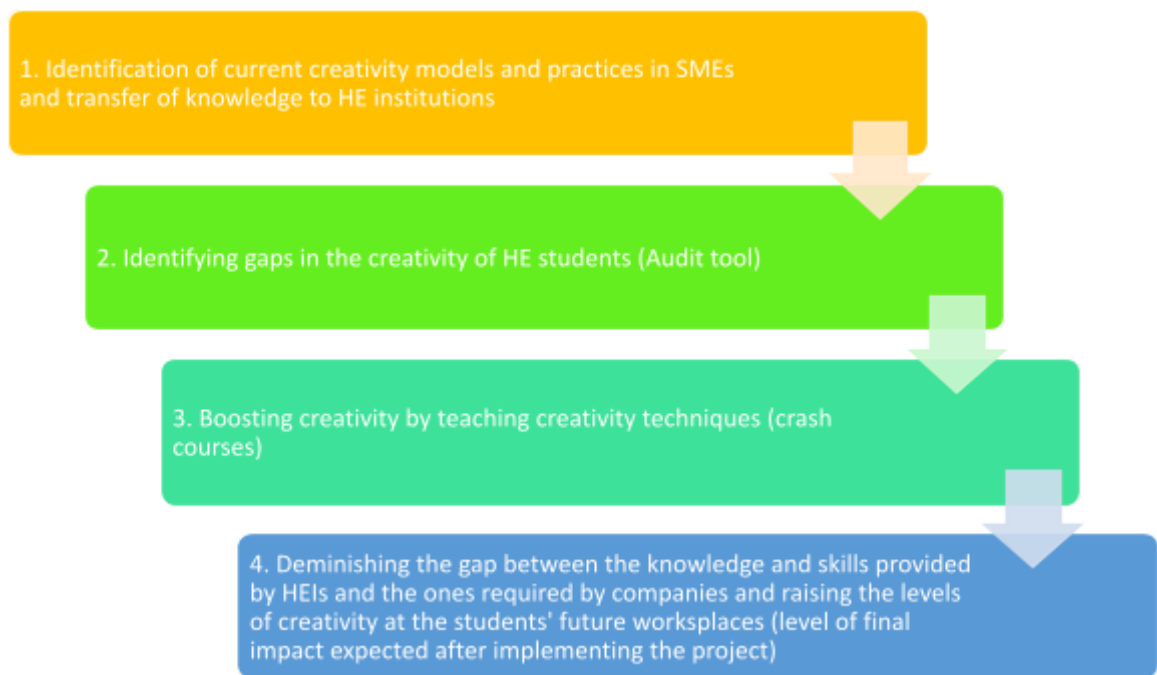 1. Identification of current creativity models and practices in SMEs
and transfer of knowledge to HE institutions
2. Identifying gaps in the creativity of HE students (Audit tool)
3. Boosting creativity by teaching creativity techniques (crash
courses)
4. Deminishing the gap between the knowledge and skills provided
by HEIs and the ones required by companies and raising the levels
of creativity at the students' future worksplaces (level of final
impact expected after implementing the project)